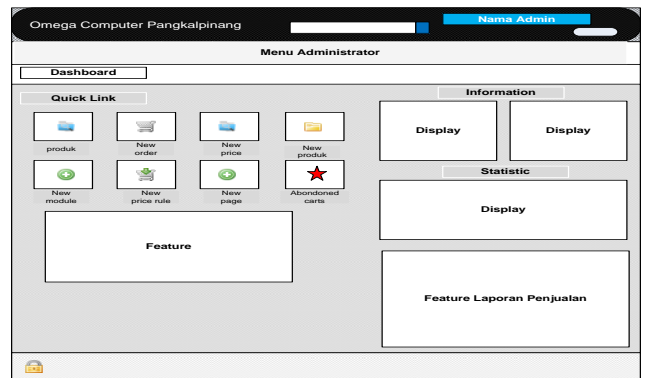 Omega Computer Pangkalpinang
Nama Admin
Menu Administrator
Dashboard
Quick Link
produk
New
order
New
price
New
produk
New
module
New
price rule
New
page
Abondoned
carts
Feature
Information
Display
Display
Statistic
Display
Feature Laporan Penjualan